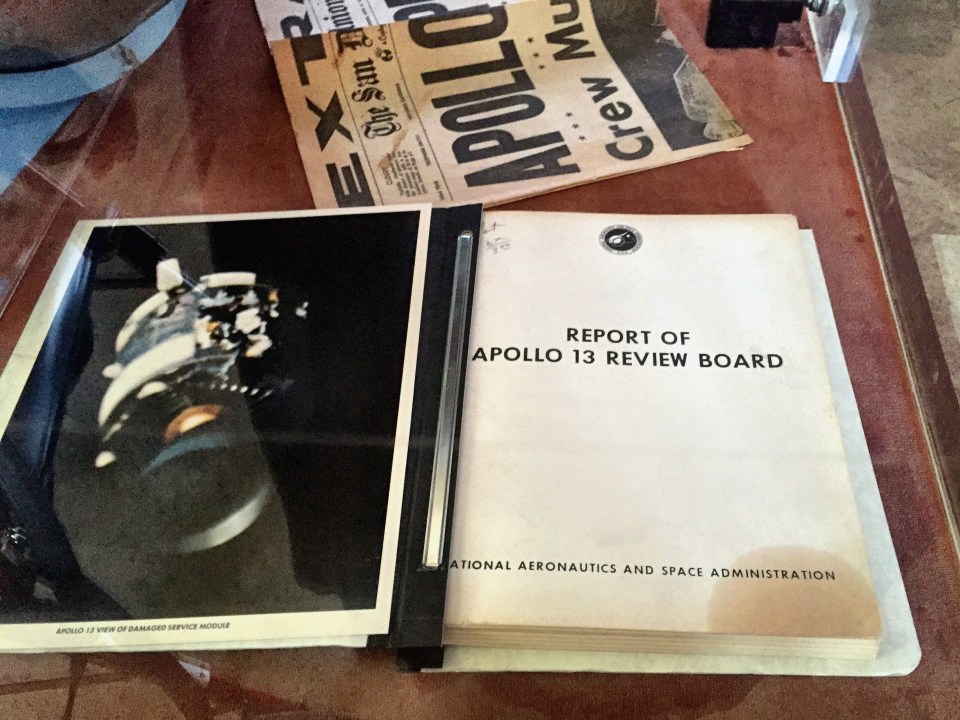 EXTRA
The San
APOLLO
Crew
REPORT OF
APOLLO 13 REVIEW BOARD
ATIONAL AERONAUTICS AND SPACE ADMINISTRATION
APOLLO 13 VIEW OF DAMAGED SERVICE MODULE